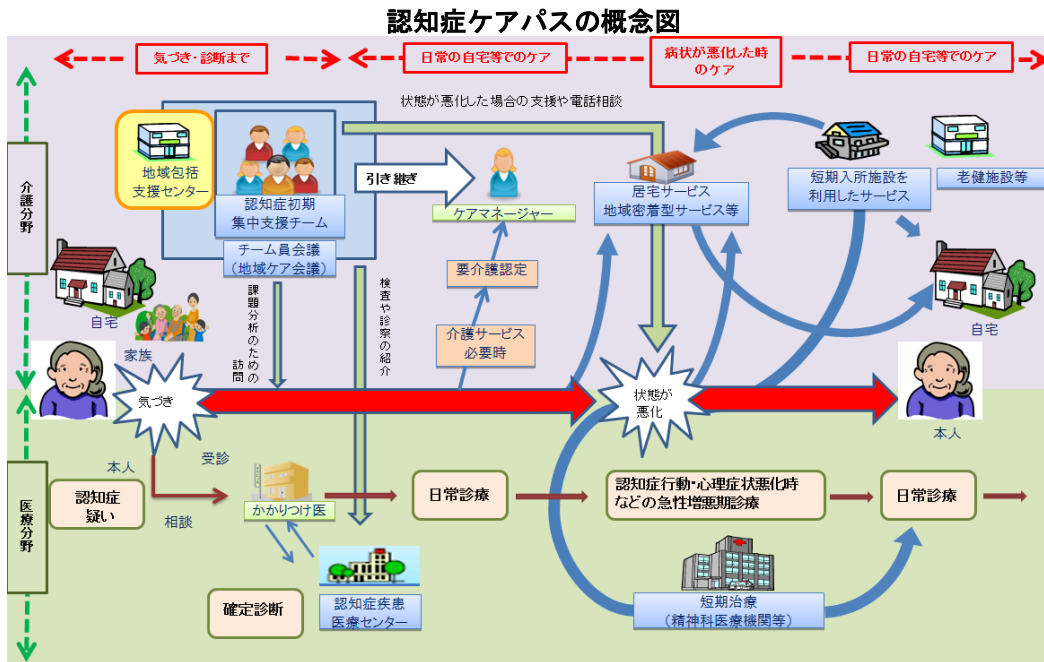 認知症ケアパスの概念図
気づき・診断まで
日常の自宅等でのケア
病状が悪化した時
のケア
日常の自宅等でのケア
状態が悪化した場合の支援や電話相談
介護分野
地域包括
支援センター
認知症初期
集中支援チーム
チーム員会議
(地域ケア会議)
引き継ぎ
ケアマネージャー
居宅サービス
地域密着型サービス等
短期入所施設を
利用したサービス
老健施設等
要介護認定
介護サービス
必要時
課題分析のための
訪問
検査や診察の紹介
自宅
家族
自宅
気づき
状態が
悪化
本人
本人
受診
相談
医療分野
認知症
疑い
かかりつけ医
日常診療
認知症行動・心理症状悪化時
などの急性増悪期診療
日常診療
確定診断
認知症疾患
医療センター
短期治療
(精神科医療機関等)